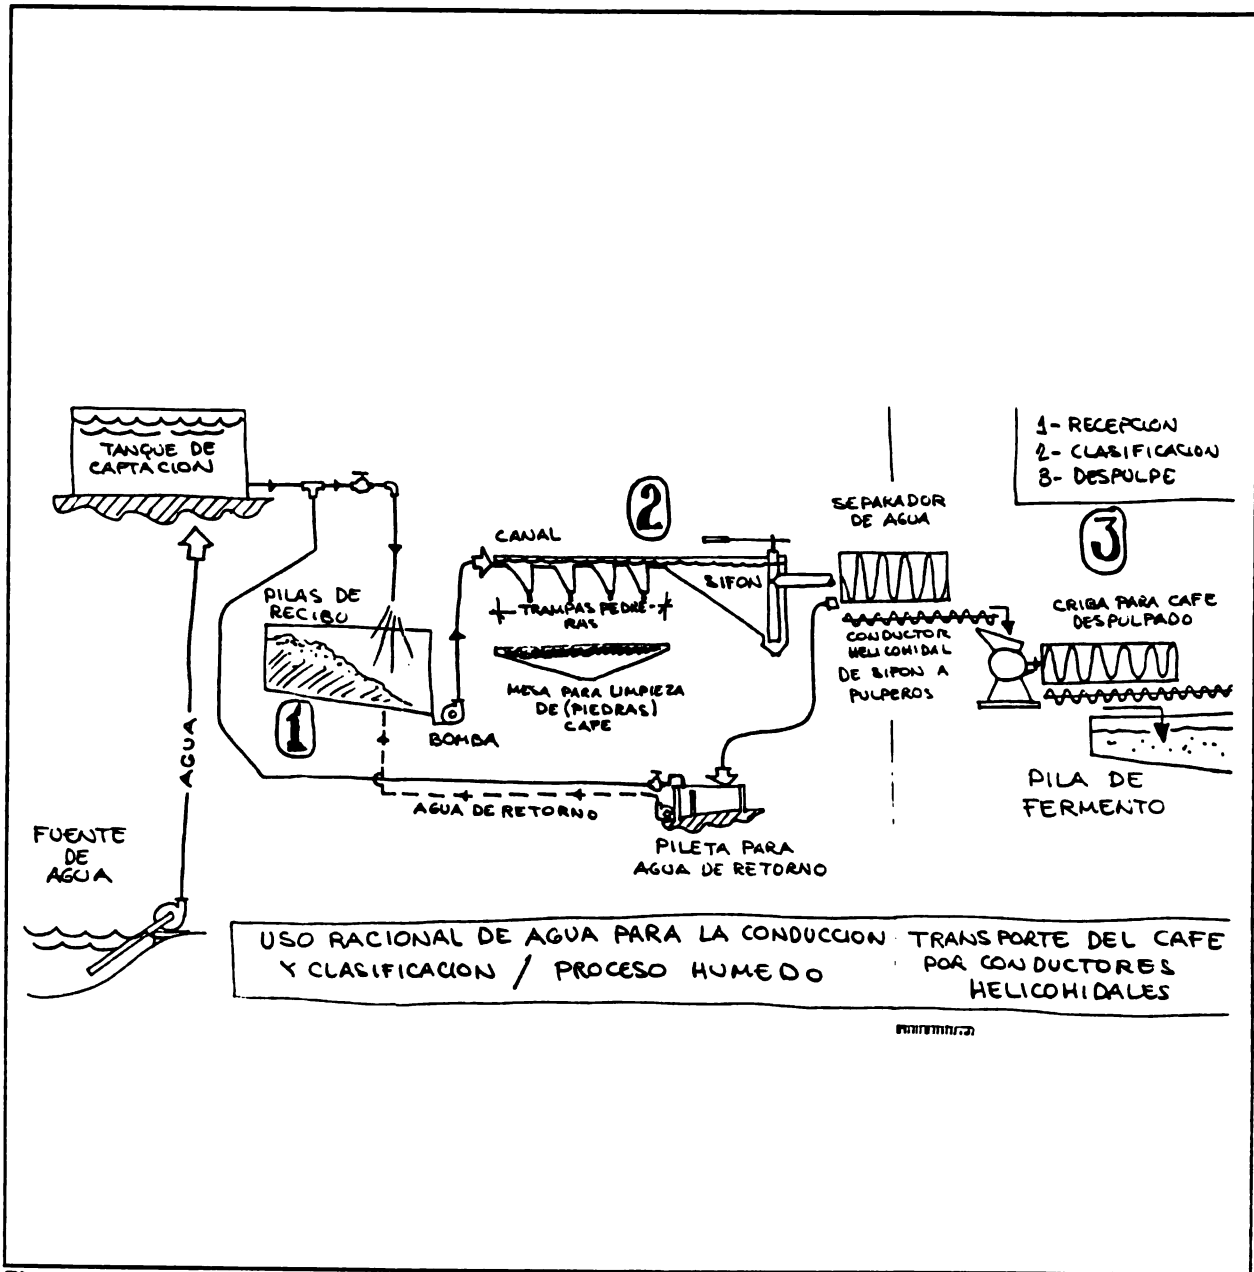 TANQUE DE
CAPTACION
1- RECEPCION
2- CLASIFICACION
3- DESPULPE
2
SEPARADOR
DE AGUA
3
CANAL
SIFON
PILAS DE
RECIBO
TRAMPAS PEDRE-
RAS
CRIBA PARA CAFE
DESPULPADO
CONDUCTOR
HELICOHIDAL
DE SIFON A
PULPEROS
MESA PARA LIMPIEZA
DE (PIEDRAS)
CAFE
1
BOMBA
AGUA
AGUA DE RETORNO
PILA DE
FERMENTO
FUENTE
DE
AGUA
PILETA PARA
AGUA DE RETORNO
USO RACIONAL DE AGUA PARA LA CONDUCCION
Y CLASIFICACION / PROCESO HUMEDO
TRANSPORTE DEL CAFE
POR CONDUCTORES
HELICOHIDALES